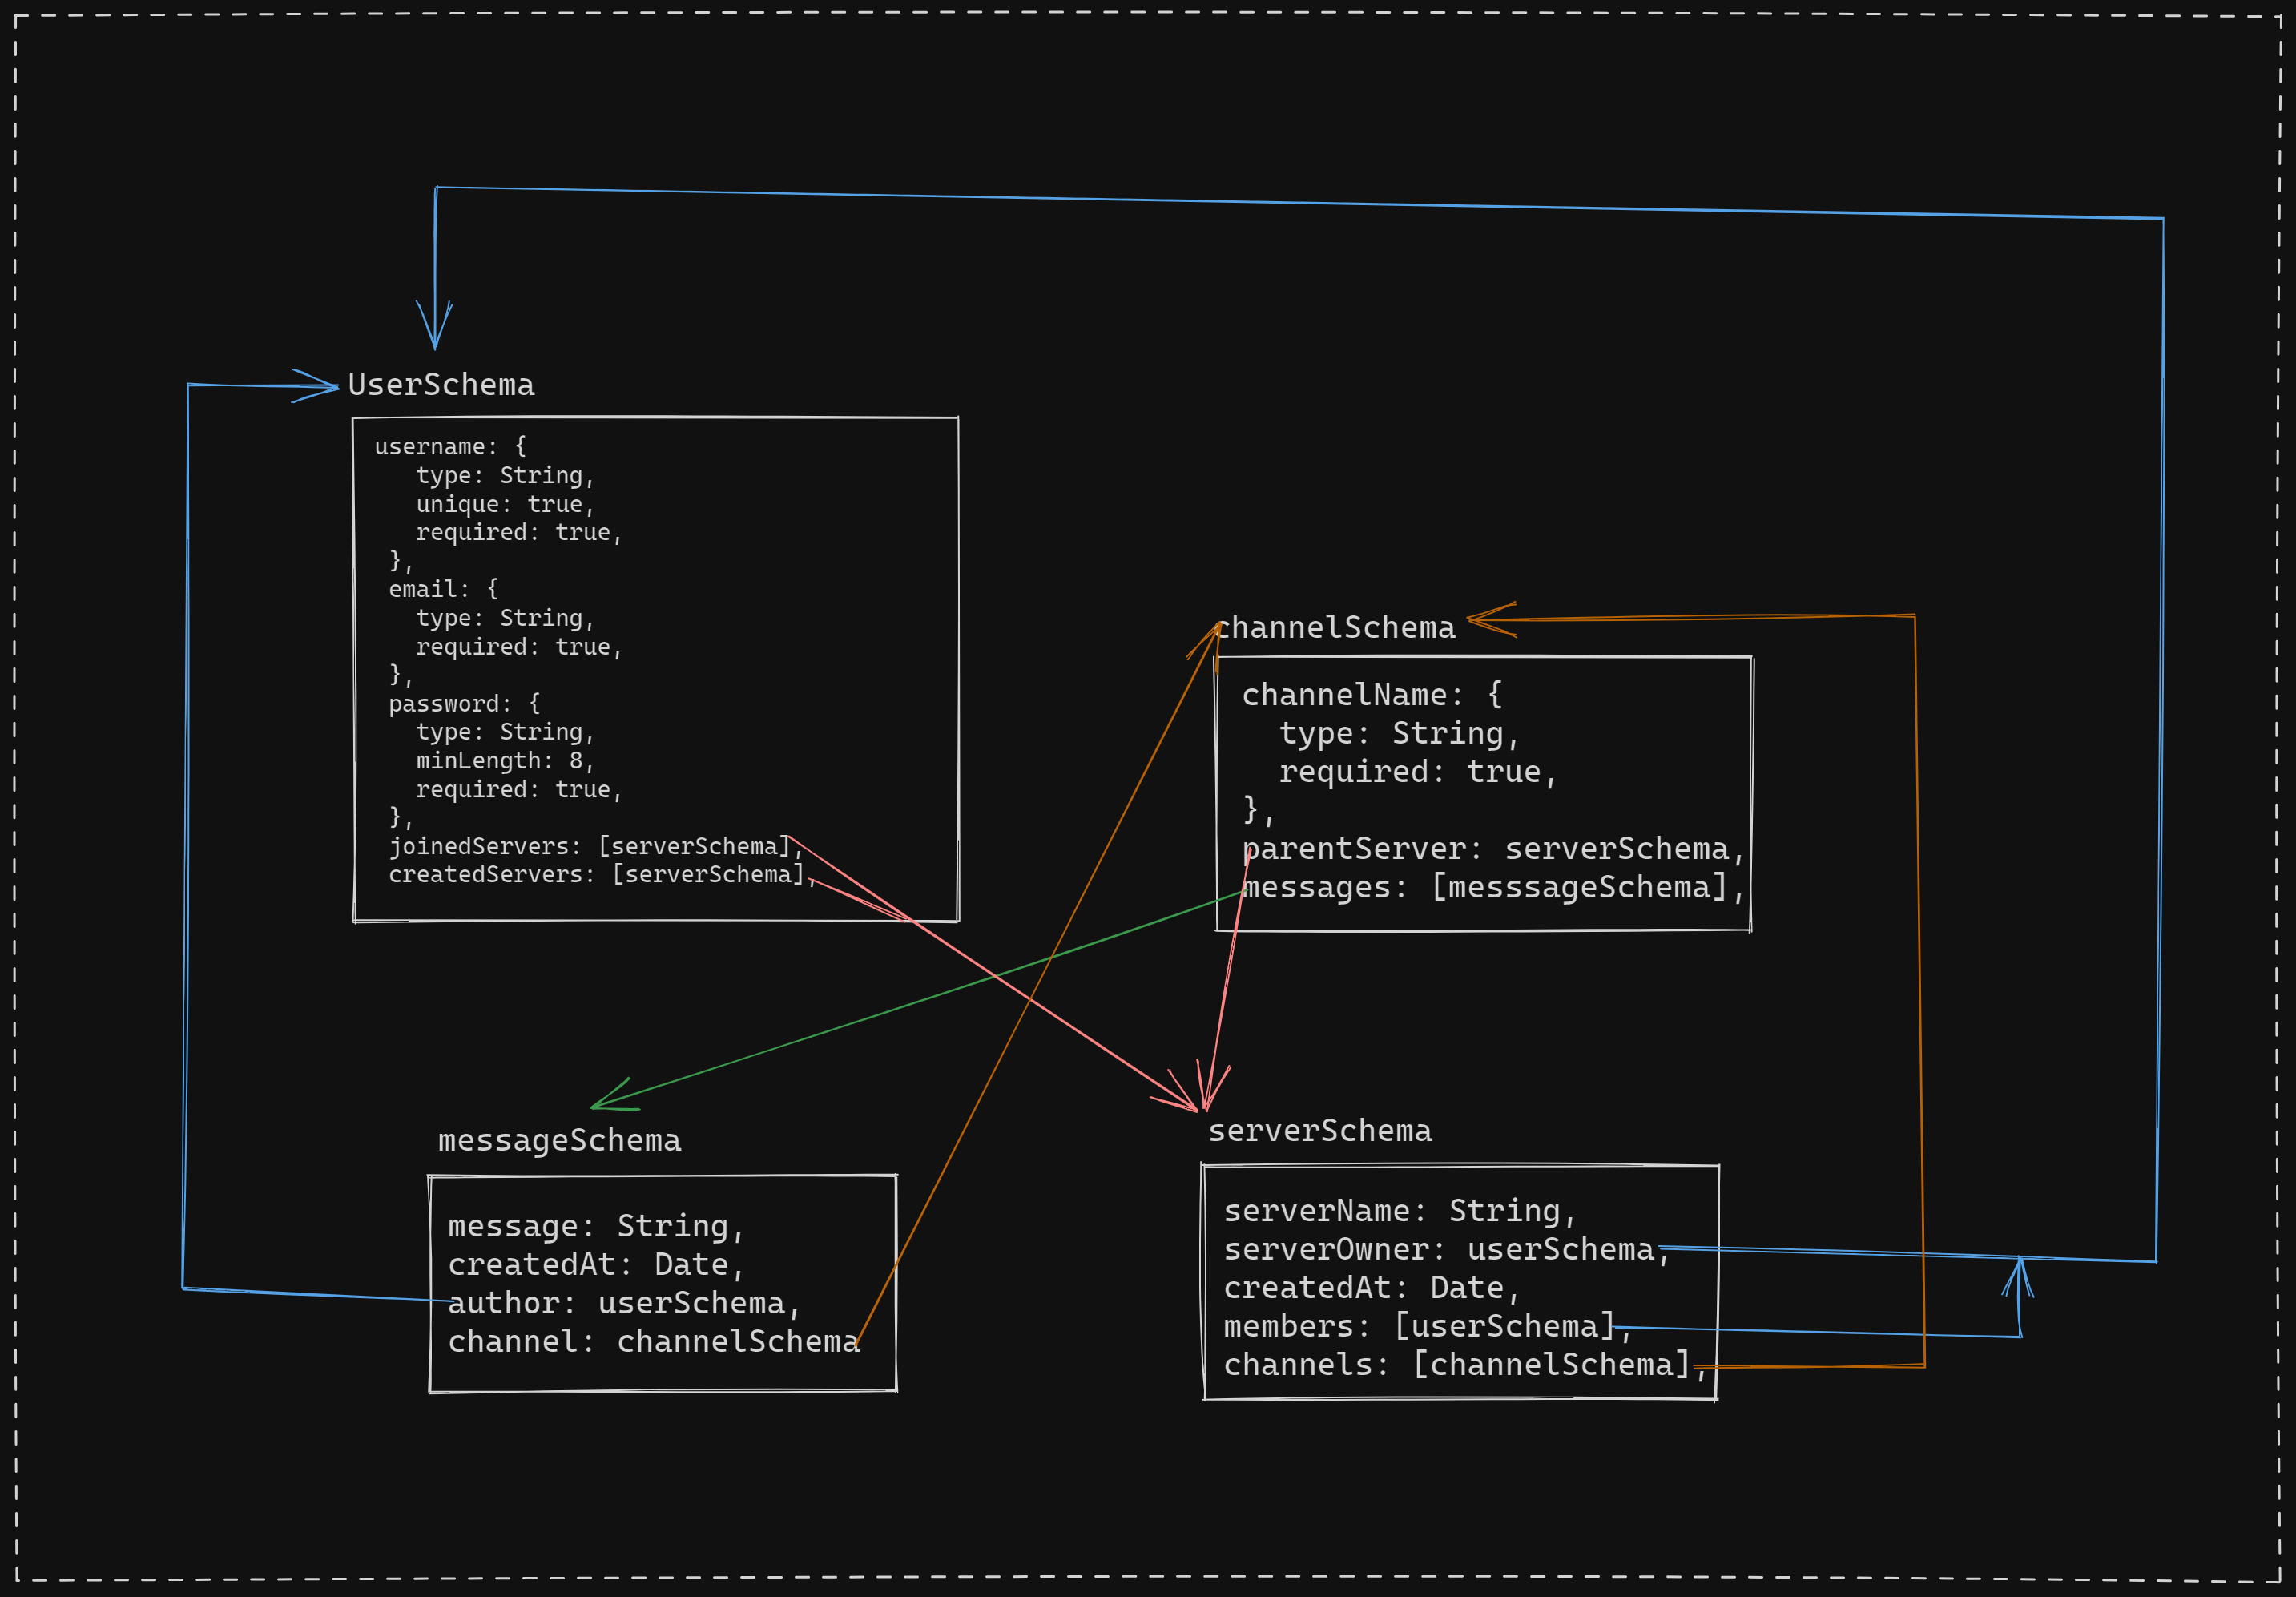 UserSchema
username: {
type: String,
unique: true,
required: true,
},
email: {
type: String,
required: true,
},
password: {
type: String,
minLength: 8,
required: true,
},
joinedServers: [serverSchema],
createdServers: [serverSchema],
channelSchema
channelName: {
type: String,
required: true,
},
parentServer: serverSchema,
messages: [messsageSchema],
messageSchema
message: String,
createdAt: Date,
author: userSchema,
channel: channelSchema
serverSchema
serverName: String,
serverOwner: userSchema,
createdAt: Date,
members: [userSchema],
channels: [channelSchema],